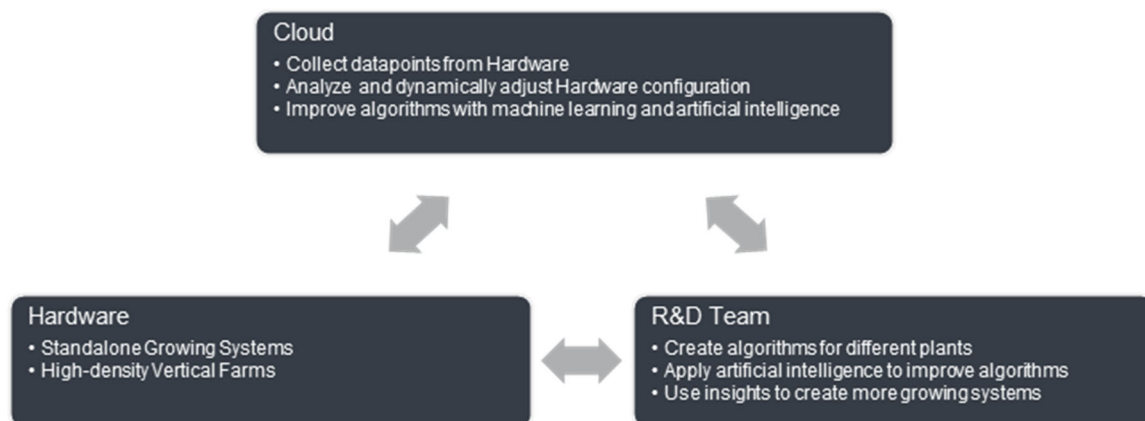 Cloud
• Collect datapoints from Hardware
• Analyze and dynamically adjust Hardware configuration
• Improve algorithms with machine learning and artificial intelligence
Hardware
• Standalone Growing Systems
• High-density Vertical Farms
R&D Team
• Create algorithms for different plants
• Apply artificial intelligence to improve algorithms
• Use insights to create more growing systems